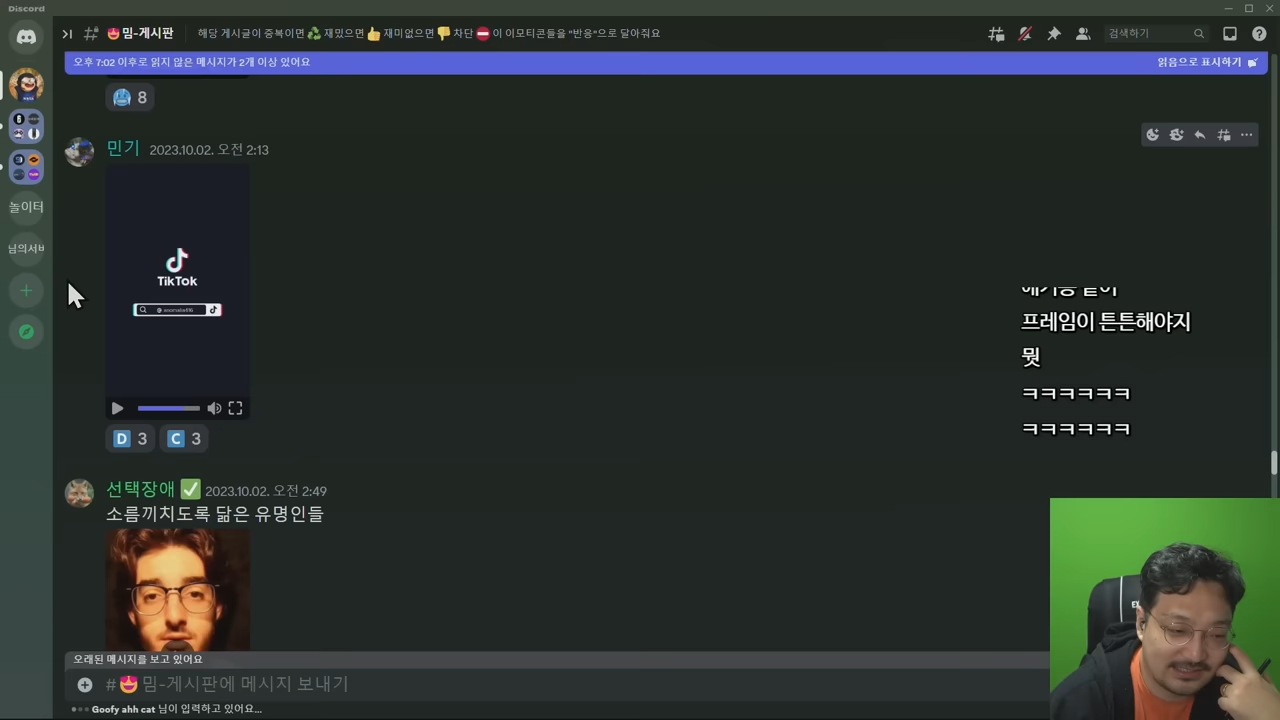 Discord
😍밈-게시판
해당 게시글이 중복이면 ♻️ 재밌으면 👍 재미없으면 👎 차단 ⛔ 이 이모티콘들을 "반응"으로 달아줘요
검색하기
오후 7:02 이후로 읽지 않은 메시지가 2개 이상 있어요
읽음으로 표시하기
8
민기 2023.10.02. 오전 2:13
TikTok
D 3 C 3
놀이터
님의서버
프레임이 튼튼해야지
뭣
ㅋㅋㅋㅋㅋㅋ
ㅋㅋㅋㅋㅋㅋ
선택장애 ✅ 2023.10.02. 오전 2:49
소름끼치도록 닮은 유명인들
오래된 메시지를 보고 있어요
#😍밈-게시판에 메시지 보내기
Goofy ahh cat 님이 입력하고 있어요...